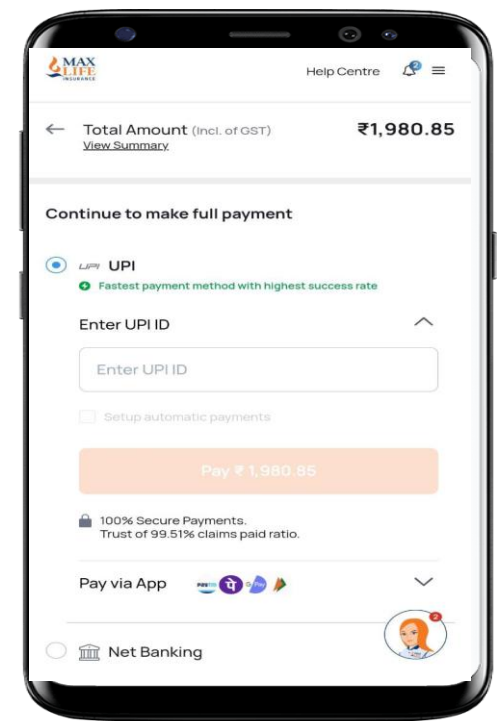 MAX
LIFE
INSURANCE
Help Centre
2
Total Amount (Incl. of GST) ₹1,980.85
View Summary
Continue to make full payment
UPI UPI
Fastest payment method with highest success rate
Enter UPI ID
Enter UPI ID
Setup automatic payments
Pay ₹ 1,980.85
100% Secure Payments.
Trust of 99.51% claims paid ratio.
Pay via App paytm पे G Pay
2
Net Banking